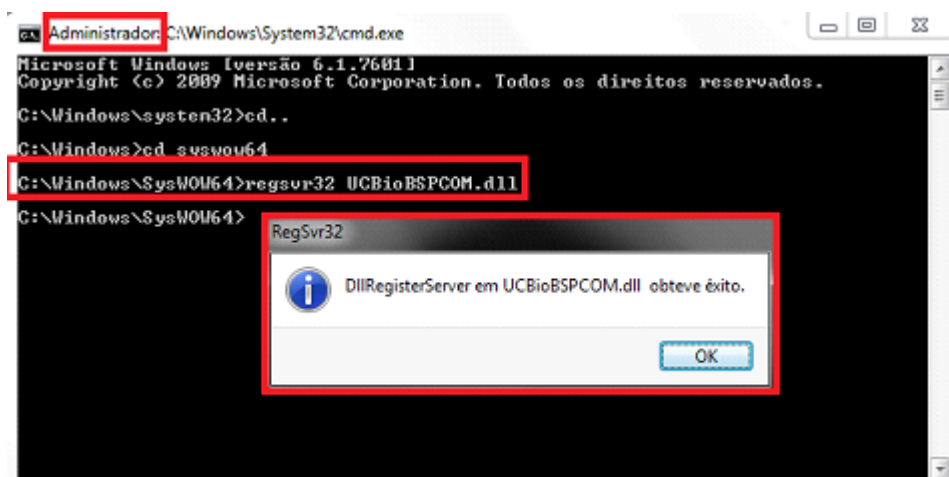 Administrador: C:\Windows\System32\cmd.exe
Microsoft Windows [versão 6.1.7601]
Copyright (c) 2009 Microsoft Corporation. Todos os direitos reservados.
C:\Windows\system32>cd..
C:\Windows>cd syswow64
C:\Windows\SysWOW64>regsvr32 UCBioBSPCOM.dll
C:\Windows\SysWOW64>
RegSvr32
DllRegisterServer em UCBioBSPCOM.dll obteve êxito.
OK